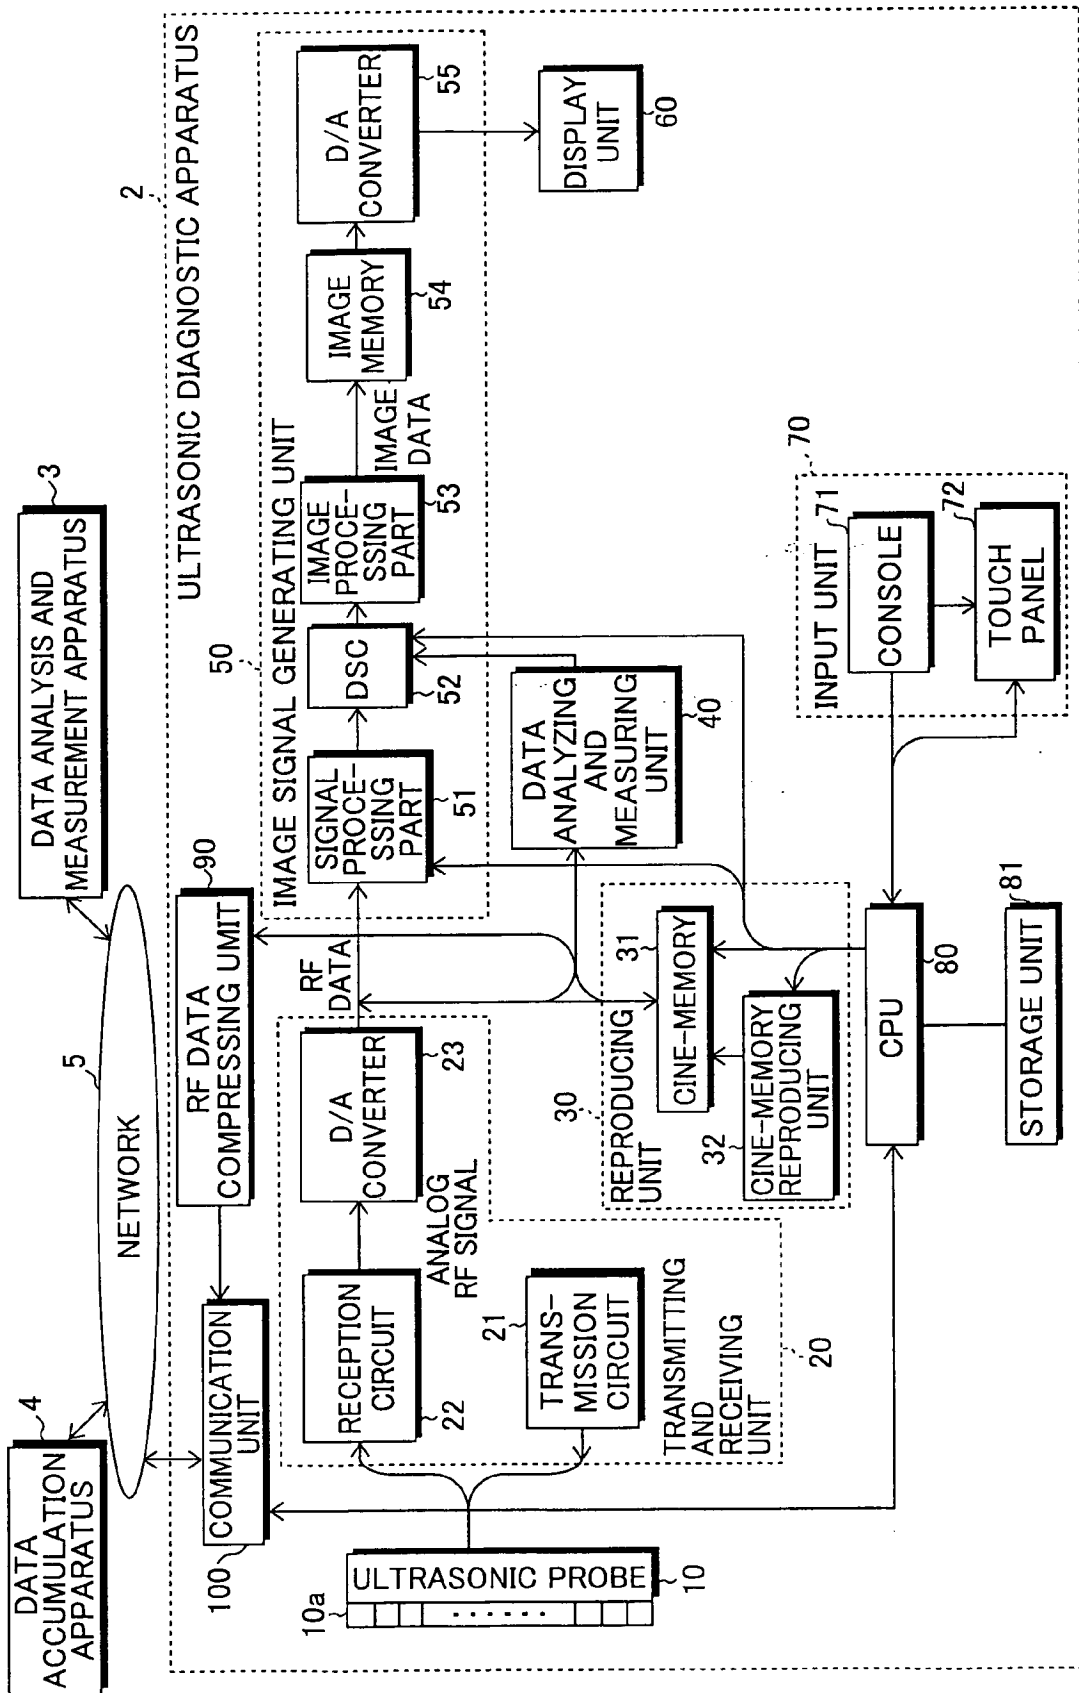 DATA
ACCUMULATION
APPARATUS
4
DATA ANALYSIS AND
MEASUREMENT APPARATUS
3
5
NETWORK
2
ULTRASONIC DIAGNOSTIC APPARATUS
COMMUNICATION
UNIT
100
RF DATA
COMPRESSING UMIT
90
50
IMAGE SIGNAL GENERATING UNIT
SIGNAL
PROCE-
SSING
PART
51
DSC
52
IMAGE
PROCE-
SSING
PART
53
IMAGE
DATA
IMAGE
MEMORY
54
D/A
CONVERTER
55
DISPLAY
UNIT
60
10a
ULTRASONIC PROBE
10
RECEPTION
CIRCUIT
22
ANALOG
RF SIGNAL
D/A
CONVERTER
23
RF
DATA
21
TRANS-
MISSION
CIRCUIT
TRANSMITTING
AND
RECEIVING
UNIT
20
30
REPRODUCING
UNIT
31
CINE-MEMORY
32
CINE-MEMORY
REPRODUCING
UNIT
DATA
ANALYZING
AND
MEASURING
UNIT
40
70
INPUT UNIT
71
CONSOLE
72
TOUCH
PANEL
CPU
80
81
STORAGE UNIT